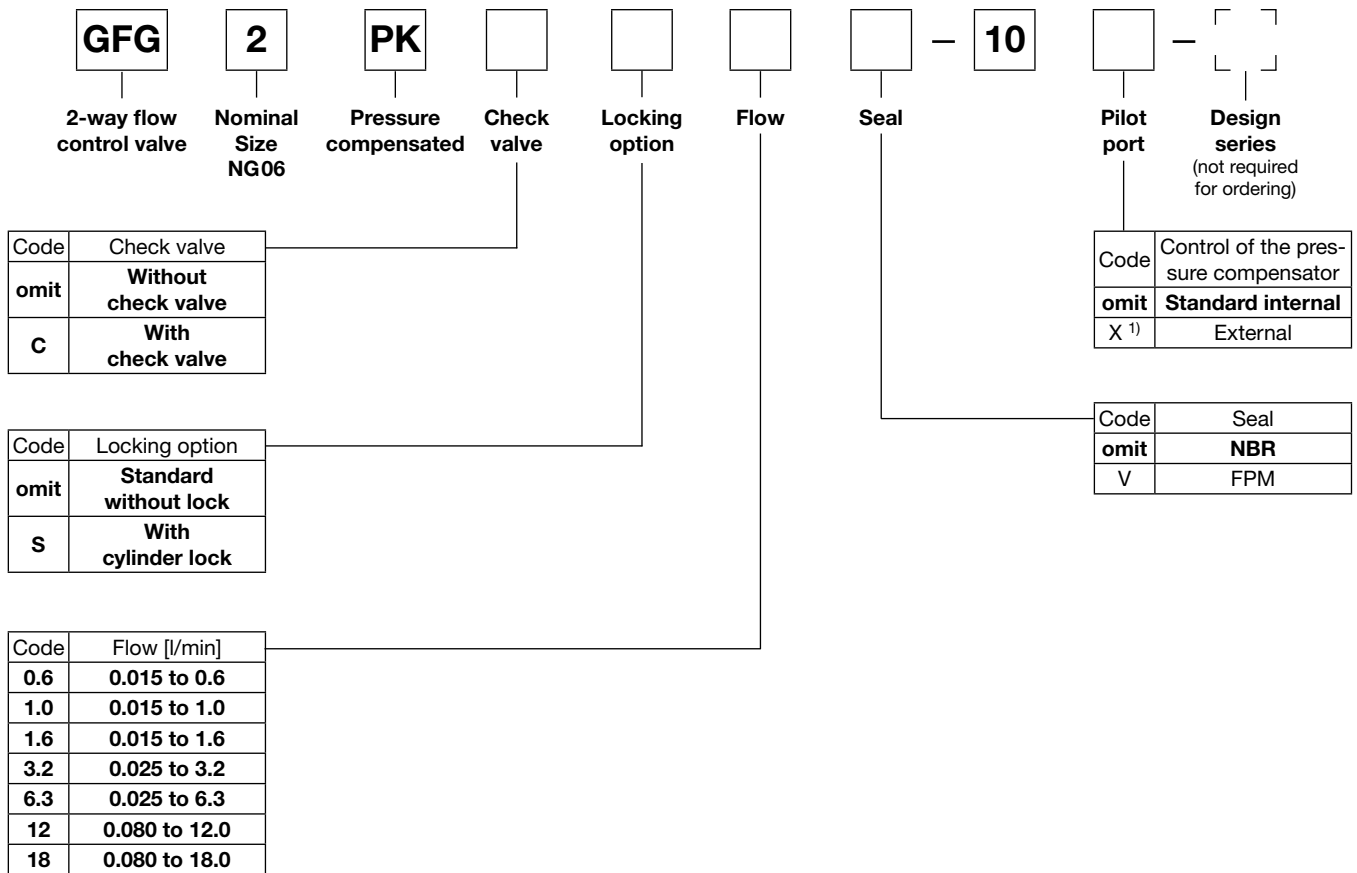 GFG 2 PK – 10 –
2-way flow
control valve
Nominal
Size
NG06
Pressure
compensated
Check
valve
Locking
option
Flow
Seal
Pilot
port
Design
series
(not required
for ordering)
Code Check valve
omit Without
check valve
C With
check valve
Code Control of the pres-
sure compensator
omit Standard internal
X 1) External
Code Locking option
omit Standard
without lock
S With
cylinder lock
Code Seal
omit NBR
V FPM
Code Flow [l/min]
0.6 0.015 to 0.6
1.0 0.015 to 1.0
1.6 0.015 to 1.6
3.2 0.025 to 3.2
6.3 0.025 to 6.3
12 0.080 to 12.0
18 0.080 to 18.0